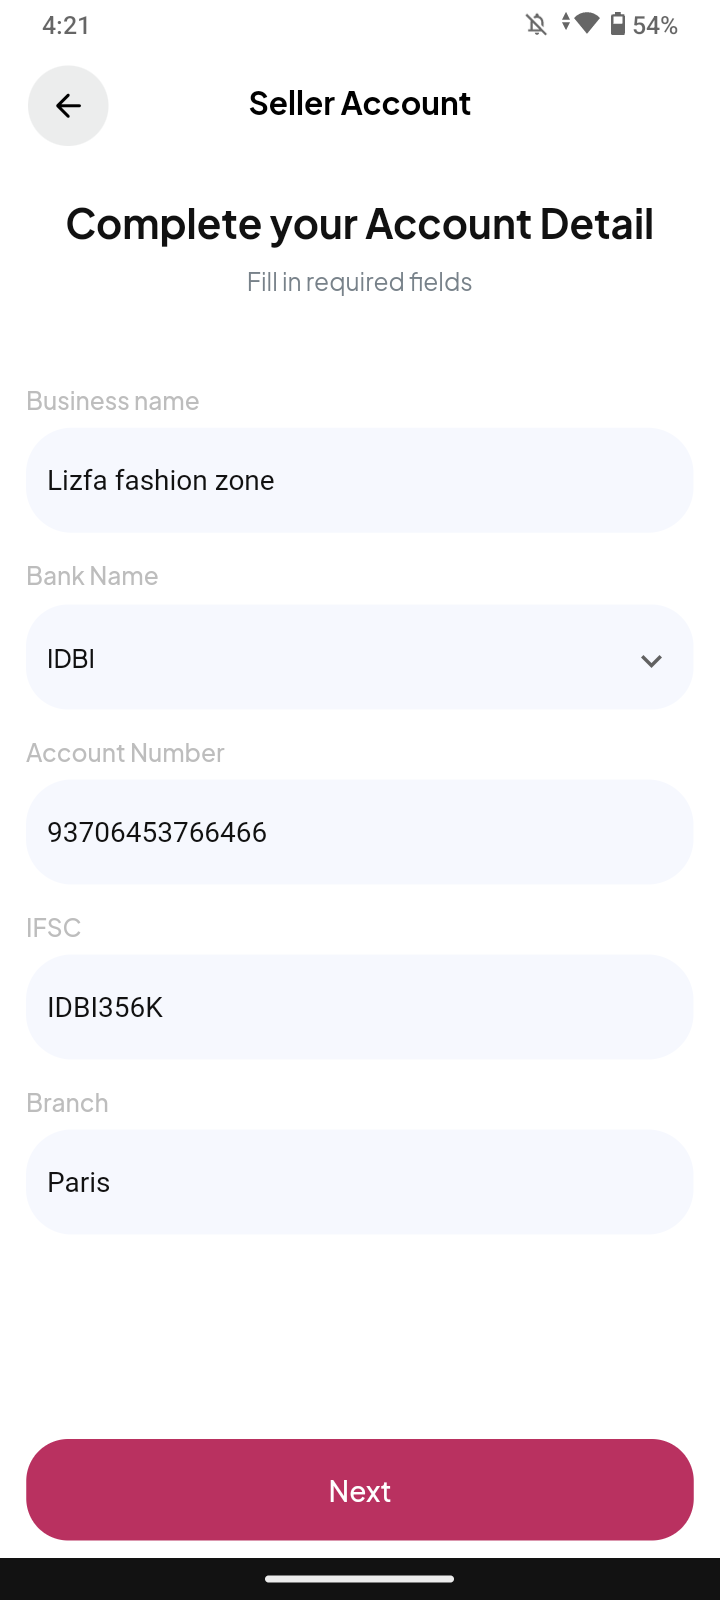 4:21
54%
Seller Account
Complete your Account Detail
Fill in required fields
Business name
Lizfa fashion zone
Bank Name
IDBI
Account Number
93706453766466
IFSC
IDBI356K
Branch
Paris
Next